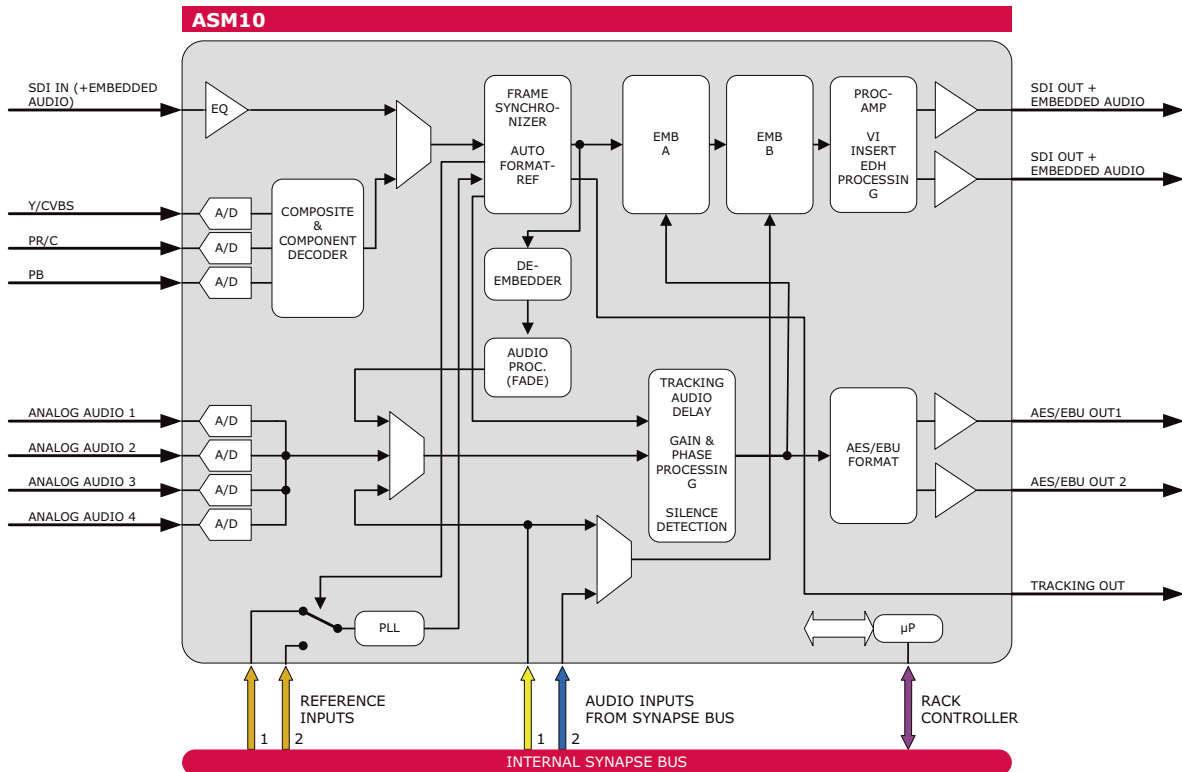 ASM10
SDI IN (+EMBEDDED
AUDIO)
EQ
FRAME
SYNCHRO-
NIZER
AUTO
FORMAT-
REF
EMB
A
EMB
B
PROC-
AMP
VI
INSERT
EDH
PROCESSIN
G
SDI OUT +
EMBEDDED AUDIO
SDI OUT +
EMBEDDED AUDIO
Y/CVBS
A/D
PR/C
A/D
PB
A/D
COMPOSITE
&
COMPONENT
DECODER
DE-
EMBEDDER
AUDIO
PROC.
(FADE)
ANALOG AUDIO 1
A/D
ANALOG AUDIO 2
A/D
ANALOG AUDIO 3
A/D
ANALOG AUDIO 4
A/D
TRACKING
AUDIO
DELAY
GAIN &
PHASE
PROCESSIN
G
SILENCE
DETECTION
AES/EBU
FORMAT
AES/EBU OUT1
AES/EBU OUT 2
TRACKING OUT
PLL
µP
REFERENCE
INPUTS
1
2
AUDIO INPUTS
FROM SYNAPSE BUS
1
2
RACK
CONTROLLER
INTERNAL SYNAPSE BUS